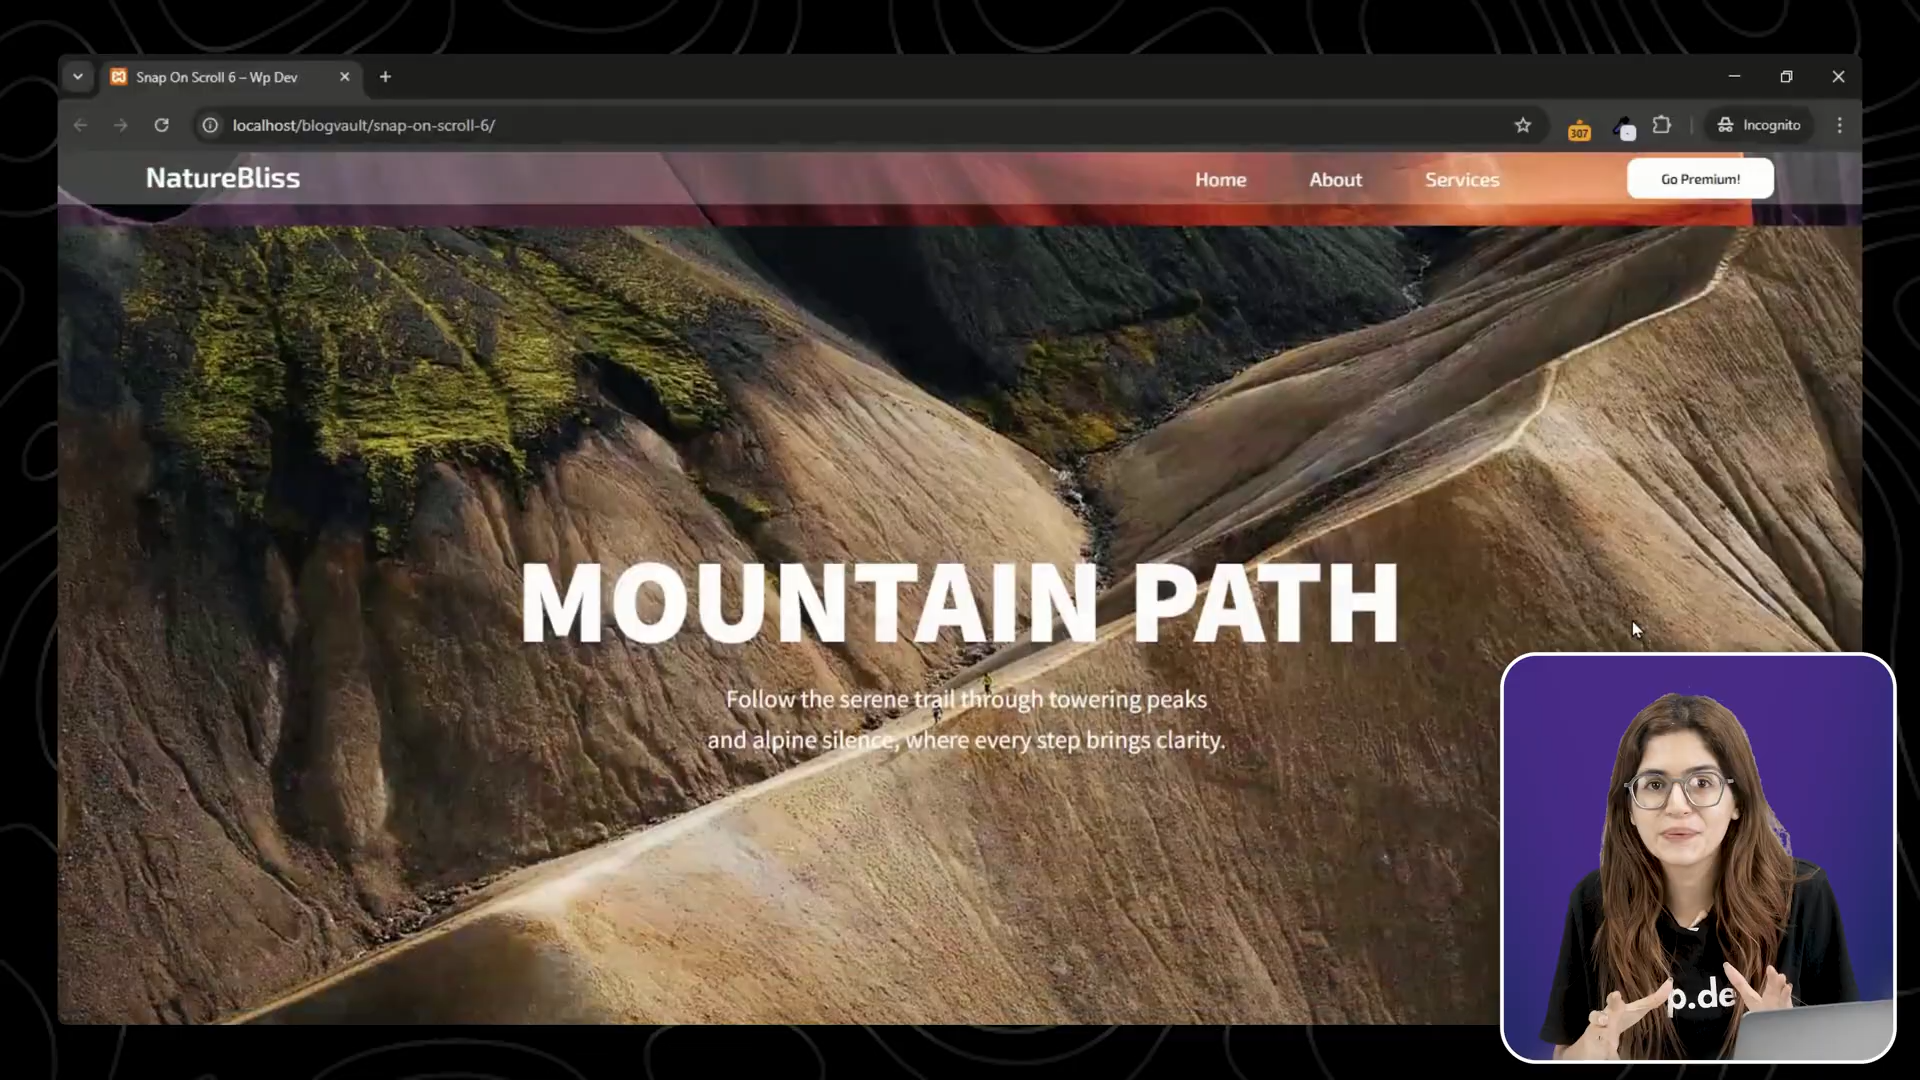 Snap On Scroll 6 – Wp Dev
localhost/blogvault/snap-on-scroll-6/
307
Incognito
NatureBliss
Home
About
Services
Go Premium!
MOUNTAIN PATH
Follow the serene trail through towering peaks
and alpine silence, where every step brings clarity.
p.de